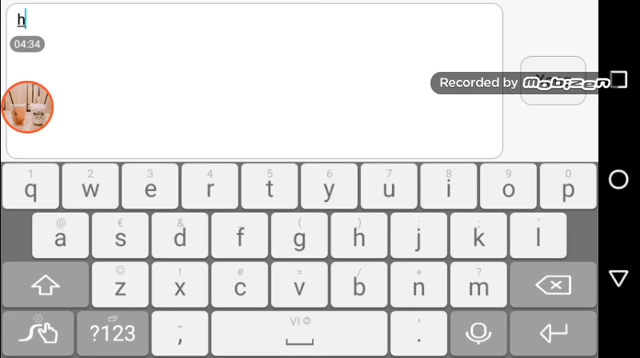 h
04:34
Recorded by mobizen
1 2 3 4 5 6 7 8 9 0
q w e r t y u i o p
@ € & ( ) : ; "
a s d f g h j k l
! # = / + ?
z x c v b n m
VI
?123 , .